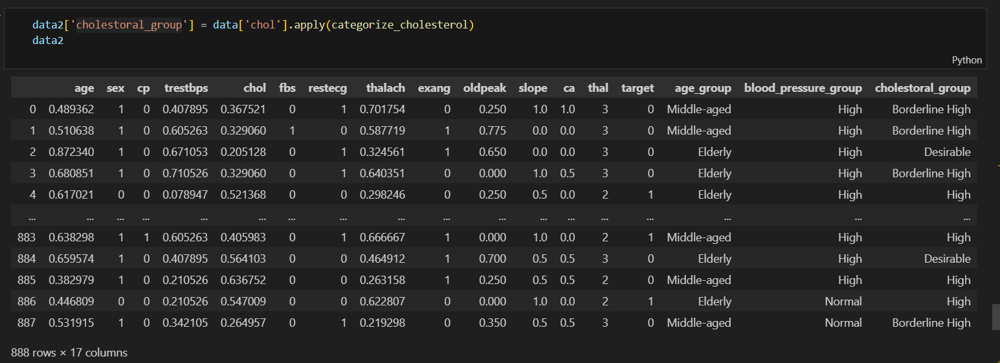 data2['cholestoral_group'] = data['chol'].apply(categorize_cholesterol)
data2
Python
age sex cp trestbps chol fbs restecg thalach exang oldpeak slope ca thal target age_group blood_pressure_group cholestoral_group
0 0.489362 1 0 0.407895 0.367521 0 1 0.701754 0 0.250 1.0 1.0 3 0 Middle-aged High Borderline High
1 0.510638 1 0 0.605263 0.329060 1 0 0.587719 1 0.775 0.0 0.0 3 0 Middle-aged High Borderline High
2 0.872340 1 0 0.671053 0.205128 0 1 0.324561 1 0.650 0.0 0.0 3 0 Elderly High Desirable
3 0.680851 1 0 0.710526 0.329060 0 1 0.640351 0 0.000 1.0 0.5 3 0 Elderly High Borderline High
4 0.617021 0 0 0.078947 0.521368 0 0 0.298246 0 0.250 0.5 0.0 2 1 Elderly High High
... ... ... ... ... ... ... ... ... ... ... ... ... ... ... ... ... ...
883 0.638298 1 1 0.605263 0.405983 0 1 0.666667 1 0.000 1.0 0.0 2 1 Middle-aged High High
884 0.659574 1 0 0.407895 0.564103 0 0 0.464912 1 0.700 0.5 0.5 3 0 Elderly High Desirable
885 0.382979 1 0 0.210526 0.636752 0 0 0.263158 1 0.250 0.5 0.5 2 0 Middle-aged High High
886 0.446809 0 0 0.210526 0.547009 0 0 0.622807 0 0.000 1.0 0.0 2 1 Elderly Normal High
887 0.531915 1 0 0.342105 0.264957 0 1 0.219298 0 0.350 0.5 0.5 3 0 Middle-aged Normal Borderline High
888 rows × 17 columns